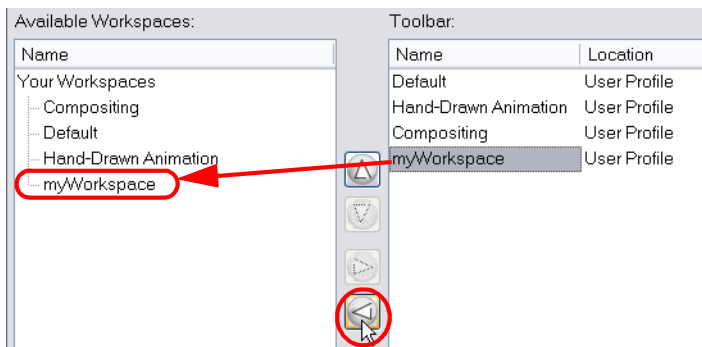 Available Workspaces:
Name
Your Workspaces
Compositing
Default
Hand-Drawn Animation
myWorkspace
Toolbar:
Name Location
Default User Profile
Hand-Drawn Animation User Profile
Compositing User Profile
myWorkspace User Profile